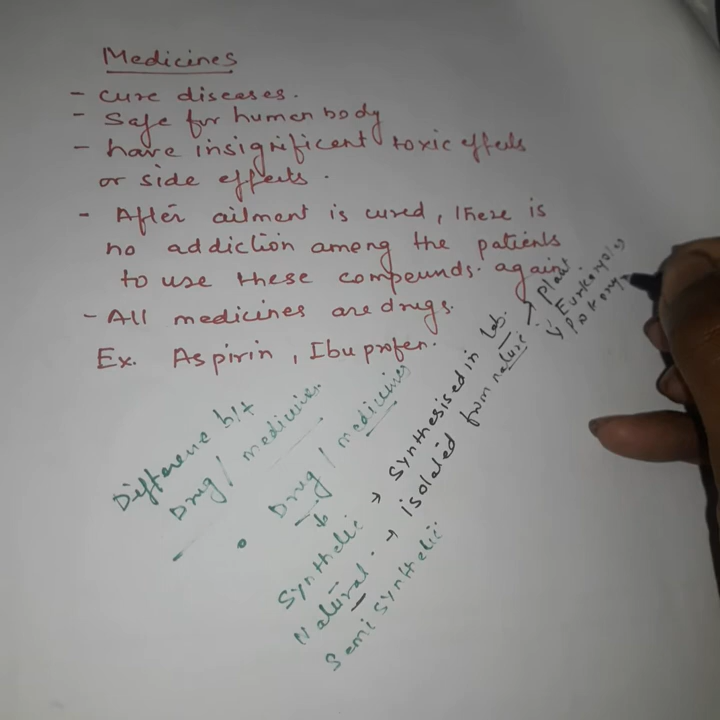 Medicines
- Cure diseases.
- Safe for human body
- have insignificant toxic effects
or side effects.
- After ailment is cured, there is
no addiction among the patients
to use these compounds again
- All medicines are drugs.
Ex. Aspirin, Ibuprofen.
Difference b/t
Drug / medicines
• Drug / medicines
Synthetic → Synthesised in Lab.
Natural. → isolated from nature → plant
Semi synthetic.